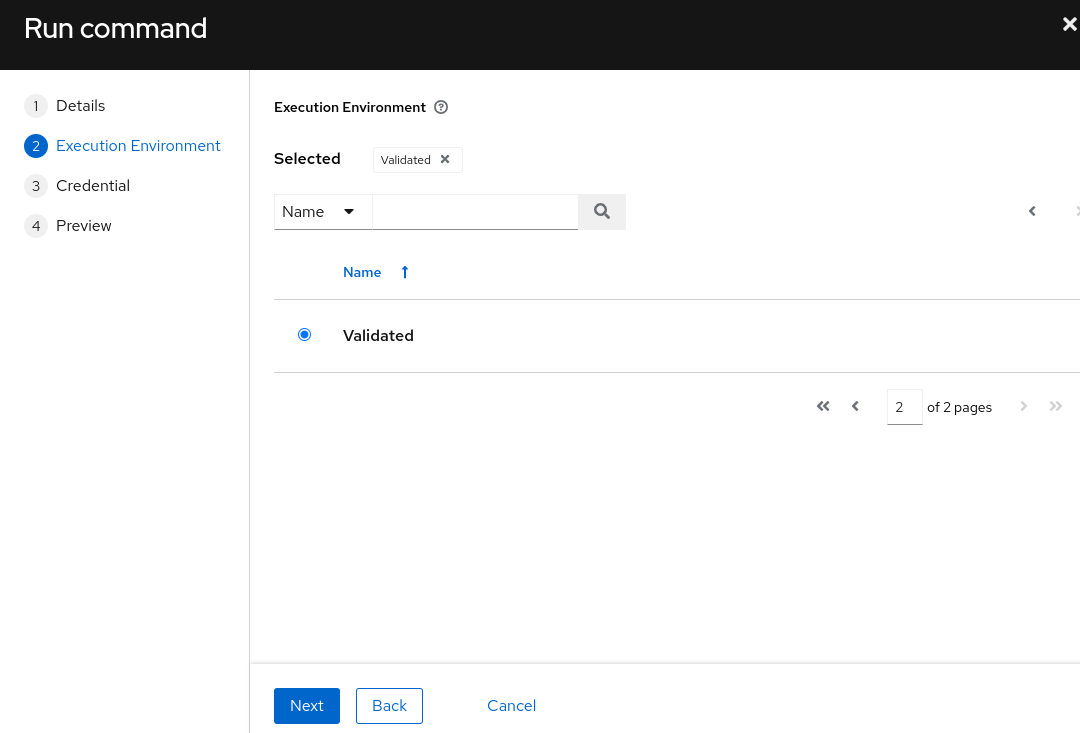 Run command
1 Details
2 Execution Environment
3 Credential
4 Preview
Execution Environment
Selected Validated
Name
Name
Validated
2 of 2 pages
Next Back Cancel